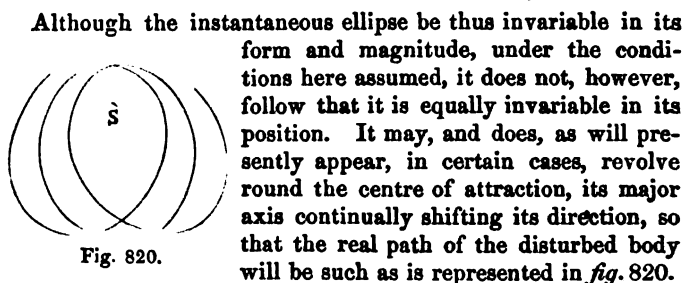 Although the instantaneous ellipse be thus invariable in its
form and magnitude, under the condi-
tions here assumed, it does not, however,
follow that it is equally invariable in its
position. It may, and does, as will pre-
sently appear, in certain cases, revolve
round the centre of attraction, its major
axis continually shifting its direction, so
that the real path of the disturbed body
will be such as is represented in fig. 820.
S
Fig. 820.